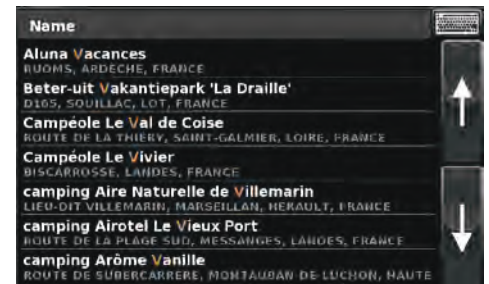 Name
Aluna Vacances
RUOMS, ARDECHE, FRANCE
Beter-uit Vakantiepark 'La Draille'
D165, SOUILLAC, LOT, FRANCE
Campéole Le Val de Coise
ROUTE DE LA THIERY, SAINT-GALMIER, LOIRE, FRANCE
Campéole Le Vivier
BISCARROSSE, LANDES, FRANCE
camping Aire Naturelle de Villemarin
LIEU-DIT VILLEMARIN, MARSEILLAN, HERAULT, FRANCE
camping Airotel Le Vieux Port
ROUTE DE LA PLAGE SUD, MESSANGES, LANDES, FRANCE
camping Arôme Vanille
ROUTE DE SUBERCARRERE, MONTAUBAN-DE-LUCHON, HAUTE